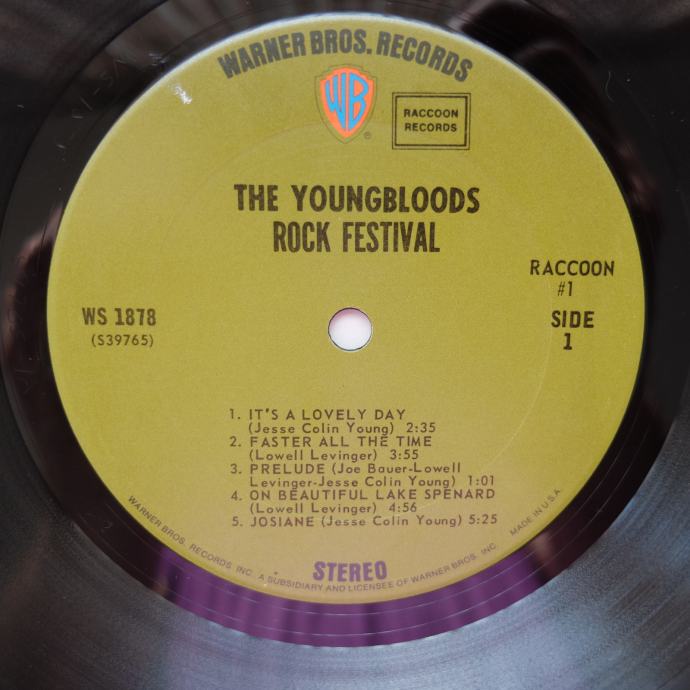 WARNER BROS. RECORDS
WB
®
RACCOON
RECORDS
THE YOUNGBLOODS
ROCK FESTIVAL
RACCOON
#1
WS 1878
(S39765)
SIDE
1
1. IT'S A LOVELY DAY
(Jesse Colin Young) 2:35
2. FASTER ALL THE TIME
(Lowell Levinger) 3:55
3. PRELUDE (Joe Bauer-Lowell
Levinger-Jesse Colin Young) 1:01
4. ON BEAUTIFUL LAKE SPENARD
(Lowell Levinger) 4:56
5. JOSIANE (Jesse Colin Young) 5:25
STEREO
WARNER BROS. RECORDS INC. A SUBSIDIARY AND LICENSEE OF WARNER BROS. INC. MADE IN U.S.A.